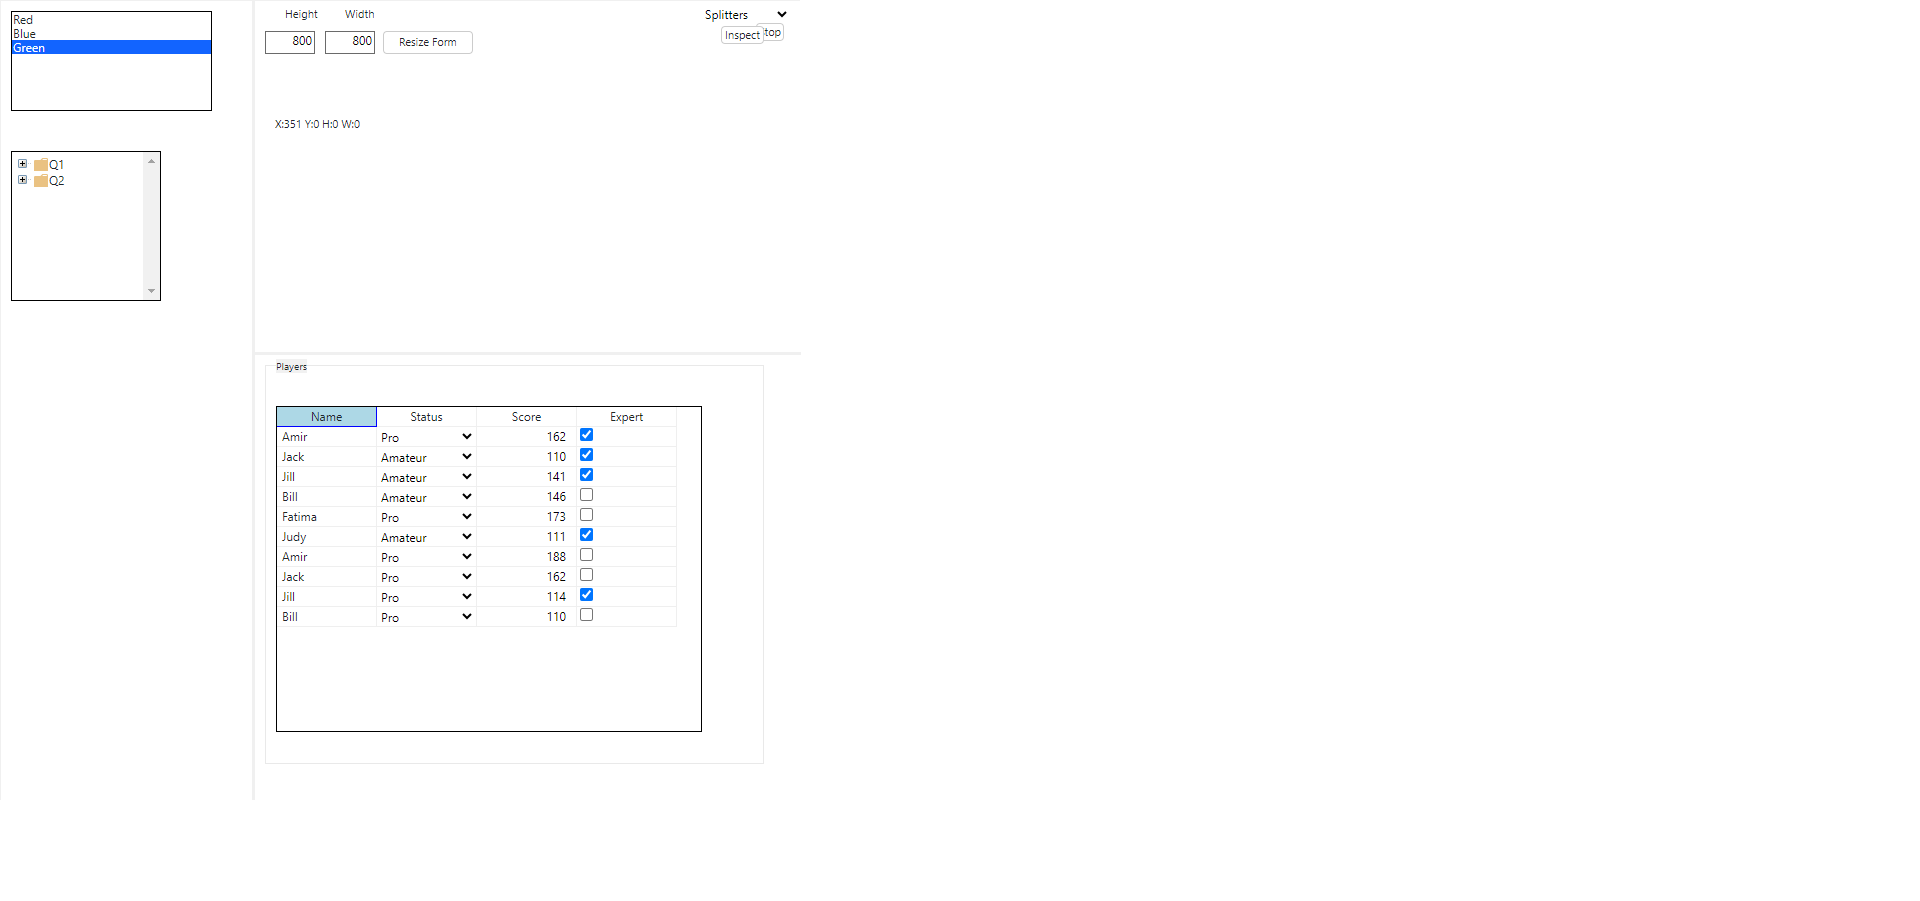 Red
Blue
Green
Q1
Q2
Height Width
800 800 Resize Form
Splitters
Inspect top
X:351 Y:0 H:0 W:0
Players
Name Status Score Expert
Amir Pro 162
Jack Amateur 110
Jill Amateur 141
Bill Amateur 146
Fatima Pro 173
Judy Amateur 111
Amir Pro 188
Jack Pro 162
Jill Pro 114
Bill Pro 110